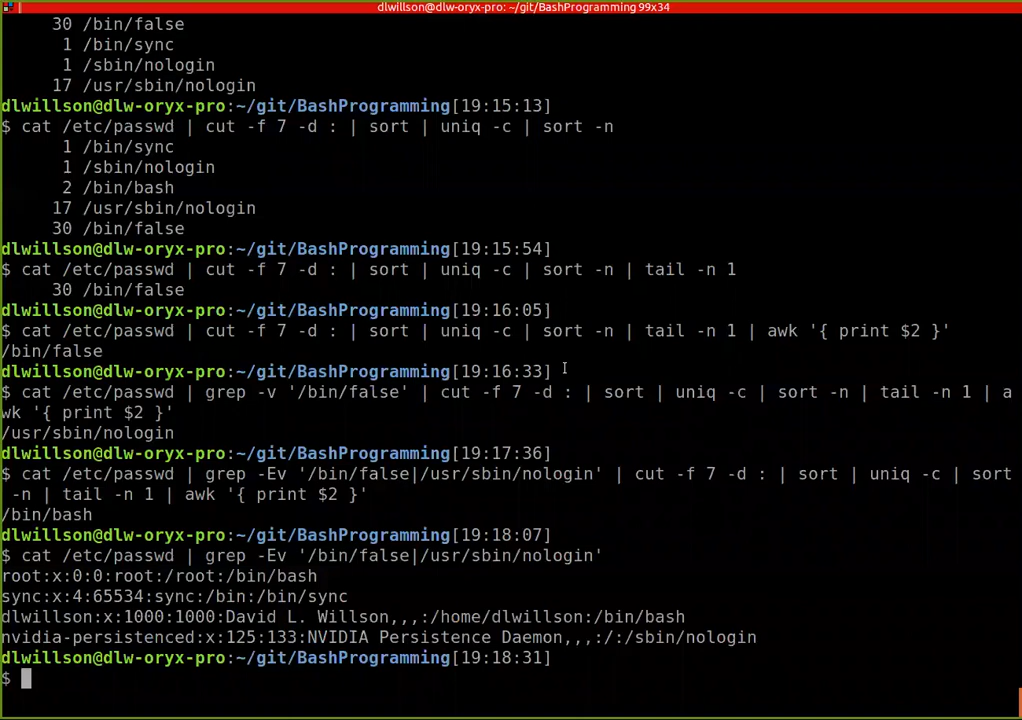 dlwillson@dlw-oryx-pro: ~/git/BashProgramming 99x34
30 /bin/false
1 /bin/sync
1 /sbin/nologin
17 /usr/sbin/nologin
dlwillson@dlw-oryx-pro:~/git/BashProgramming[19:15:13]
$ cat /etc/passwd | cut -f 7 -d : | sort | uniq -c | sort -n
1 /bin/sync
1 /sbin/nologin
2 /bin/bash
17 /usr/sbin/nologin
30 /bin/false
dlwillson@dlw-oryx-pro:~/git/BashProgramming[19:15:54]
$ cat /etc/passwd | cut -f 7 -d : | sort | uniq -c | sort -n | tail -n 1
30 /bin/false
dlwillson@dlw-oryx-pro:~/git/BashProgramming[19:16:05]
$ cat /etc/passwd | cut -f 7 -d : | sort | uniq -c | sort -n | tail -n 1 | awk '{ print $2 }'
/bin/false
dlwillson@dlw-oryx-pro:~/git/BashProgramming[19:16:33]
$ cat /etc/passwd | grep -v '/bin/false' | cut -f 7 -d : | sort | uniq -c | sort -n | tail -n 1 | a
wk '{ print $2 }'
/usr/sbin/nologin
dlwillson@dlw-oryx-pro:~/git/BashProgramming[19:17:36]
$ cat /etc/passwd | grep -Ev '/bin/false|/usr/sbin/nologin' | cut -f 7 -d : | sort | uniq -c | sort
-n | tail -n 1 | awk '{ print $2 }'
/bin/bash
dlwillson@dlw-oryx-pro:~/git/BashProgramming[19:18:07]
$ cat /etc/passwd | grep -Ev '/bin/false|/usr/sbin/nologin'
root:x:0:0:root:/root:/bin/bash
sync:x:4:65534:sync:/bin:/bin/sync
dlwillson:x:1000:1000:David L. Willson,,,:/home/dlwillson:/bin/bash
nvidia-persistenced:x:125:133:NVIDIA Persistence Daemon,,,:/:/sbin/nologin
dlwillson@dlw-oryx-pro:~/git/BashProgramming[19:18:31]
$